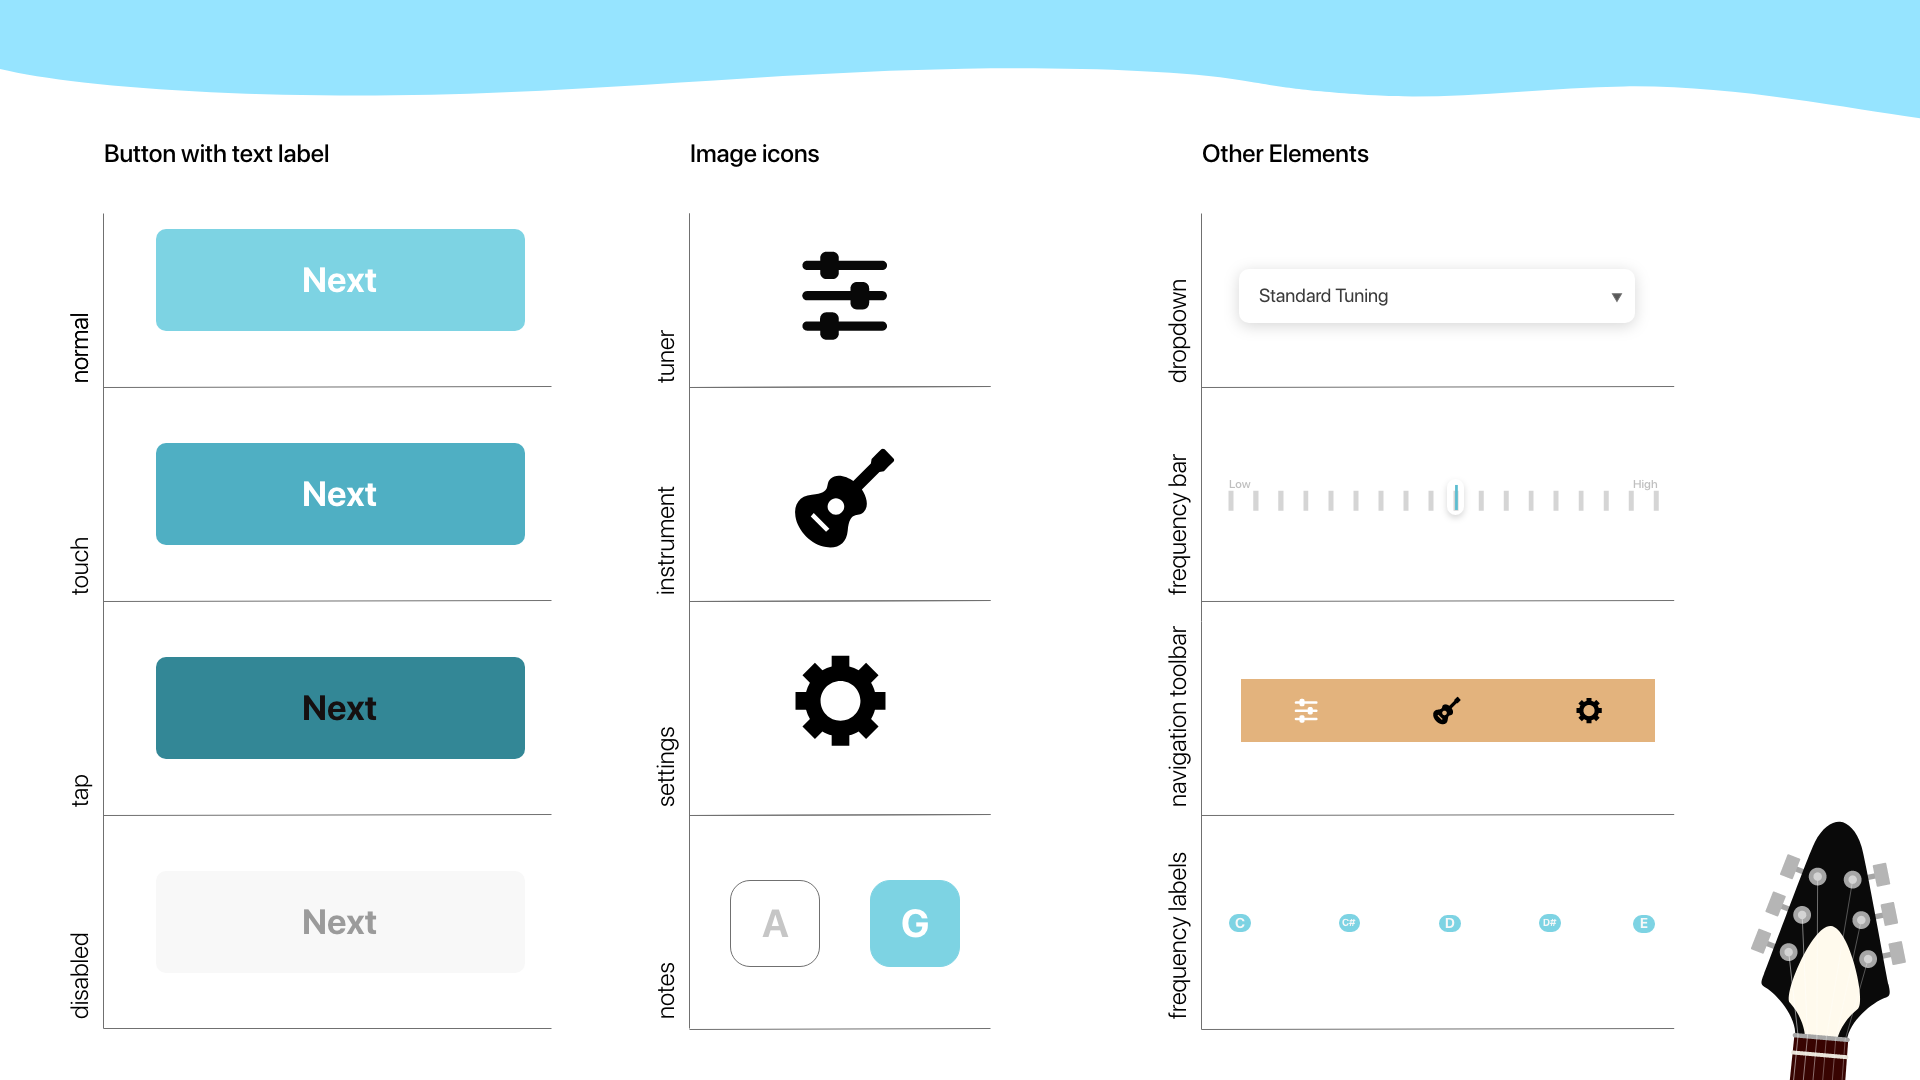 Button with text label
normal
Next
touch
Next
tap
Next
disabled
Next
Image icons
tuner
instrument
settings
notes
A
G
Other Elements
dropdown
Standard Tuning
frequency bar
Low
High
navigation toolbar
frequency labels
C
C#
D
D#
E